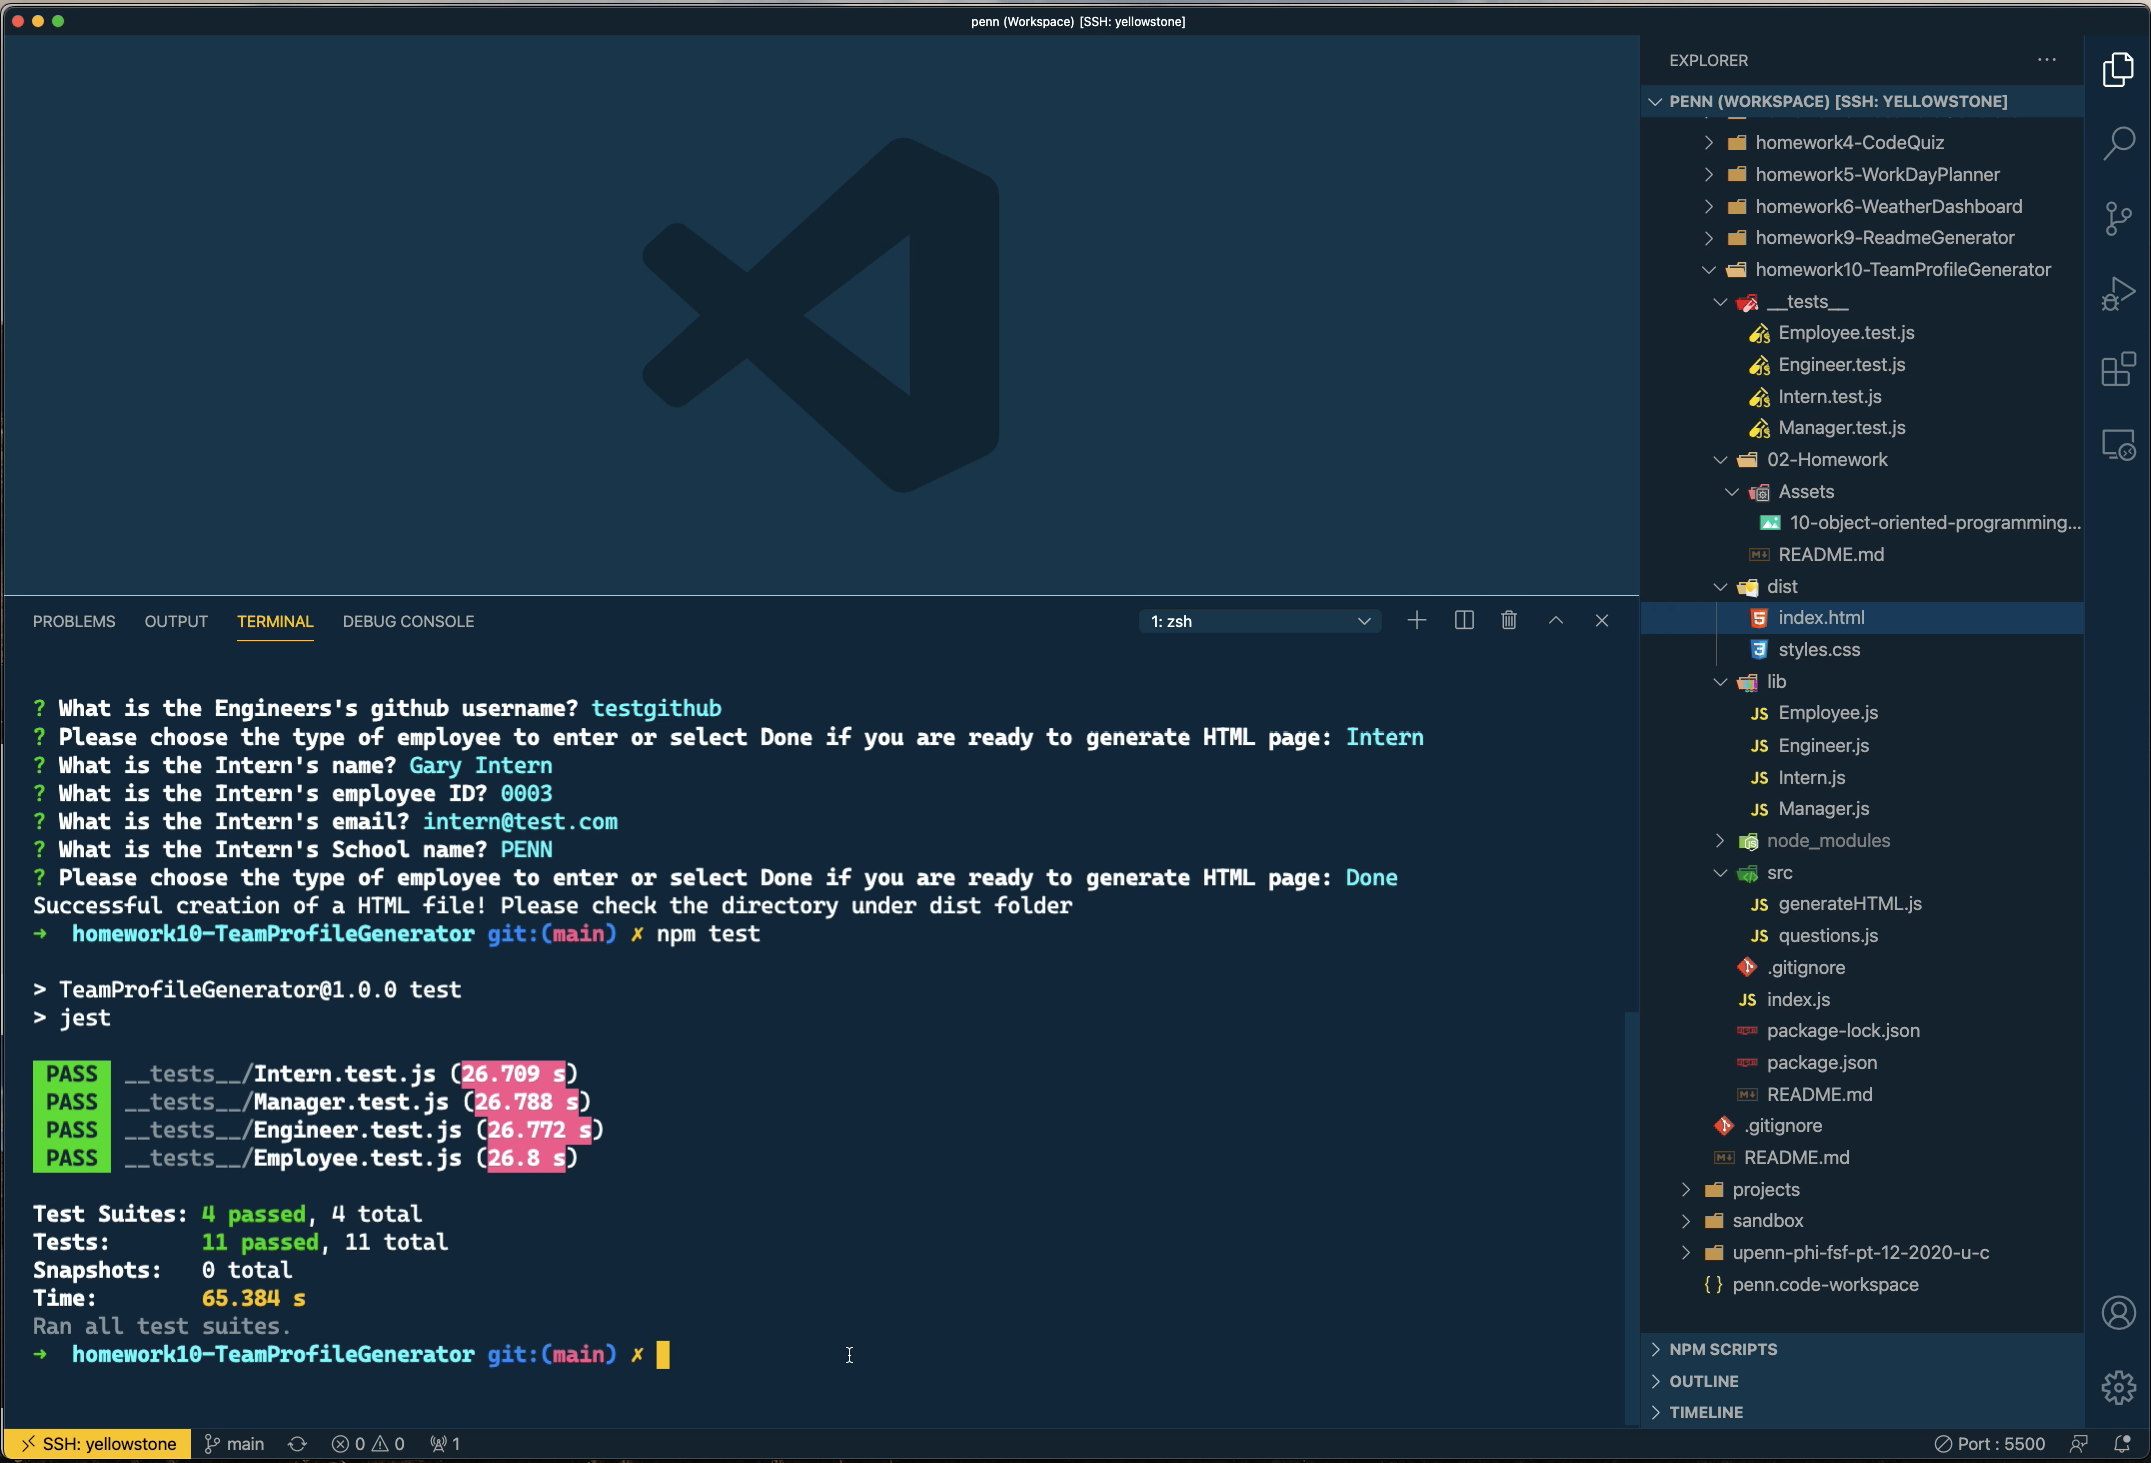 penn (Workspace) [SSH: yellowstone]
EXPLORER
PENN (WORKSPACE) [SSH: YELLOWSTONE]
homework4-CodeQuiz
homework5-WorkDayPlanner
homework6-WeatherDashboard
homework9-ReadmeGenerator
homework10-TeamProfileGenerator
__tests__
Employee.test.js
Engineer.test.js
Intern.test.js
Manager.test.js
02-Homework
Assets
10-object-oriented-programming...
README.md
dist
index.html
styles.css
lib
JS Employee.js
JS Engineer.js
JS Intern.js
JS Manager.js
node_modules
src
JS generateHTML.js
JS questions.js
.gitignore
JS index.js
package-lock.json
package.json
README.md
.gitignore
README.md
projects
sandbox
upenn-phi-fsf-pt-12-2020-u-c
{ } penn.code-workspace
NPM SCRIPTS
OUTLINE
TIMELINE
PROBLEMS OUTPUT TERMINAL DEBUG CONSOLE 1: zsh
? What is the Engineers's github username? testgithub
? Please choose the type of employee to enter or select Done if you are ready to generate HTML page: Intern
? What is the Intern's name? Gary Intern
? What is the Intern's employee ID? 0003
? What is the Intern's email? intern@test.com
? What is the Intern's School name? PENN
? Please choose the type of employee to enter or select Done if you are ready to generate HTML page: Done
Successful creation of a HTML file! Please check the directory under dist folder
→ homework10-TeamProfileGenerator git:(main) ✗ npm test
> TeamProfileGenerator@1.0.0 test
> jest
PASS __tests__/Intern.test.js (26.709 s)
PASS __tests__/Manager.test.js (26.788 s)
PASS __tests__/Engineer.test.js (26.772 s)
PASS __tests__/Employee.test.js (26.8 s)
Test Suites: 4 passed, 4 total
Tests: 11 passed, 11 total
Snapshots: 0 total
Time: 65.384 s
Ran all test suites.
→ homework10-TeamProfileGenerator git:(main) ✗
SSH: yellowstone main 0 0 1 Port : 5500